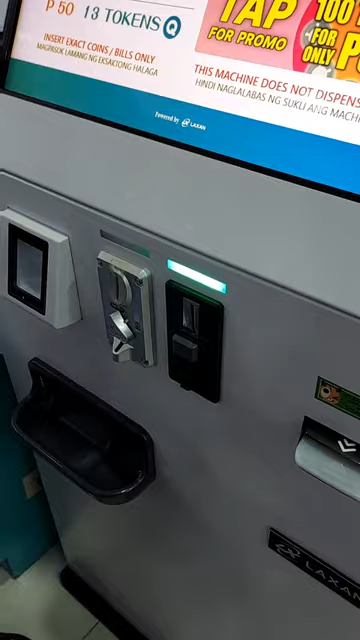 ₱ 50 13 TOKENS Q
INSERT EXACT COINS / BILLS ONLY
MAGPASOK LAMANG NG EKSAKTONG HALAGA
TAP
FOR PROMO
100
FOR
ONLY
THIS MACHINE DOES NOT DISPENS
HINDI NAGLALABAS NG SUKLI ANG MACH
Powered by LAXAN
LAXAN